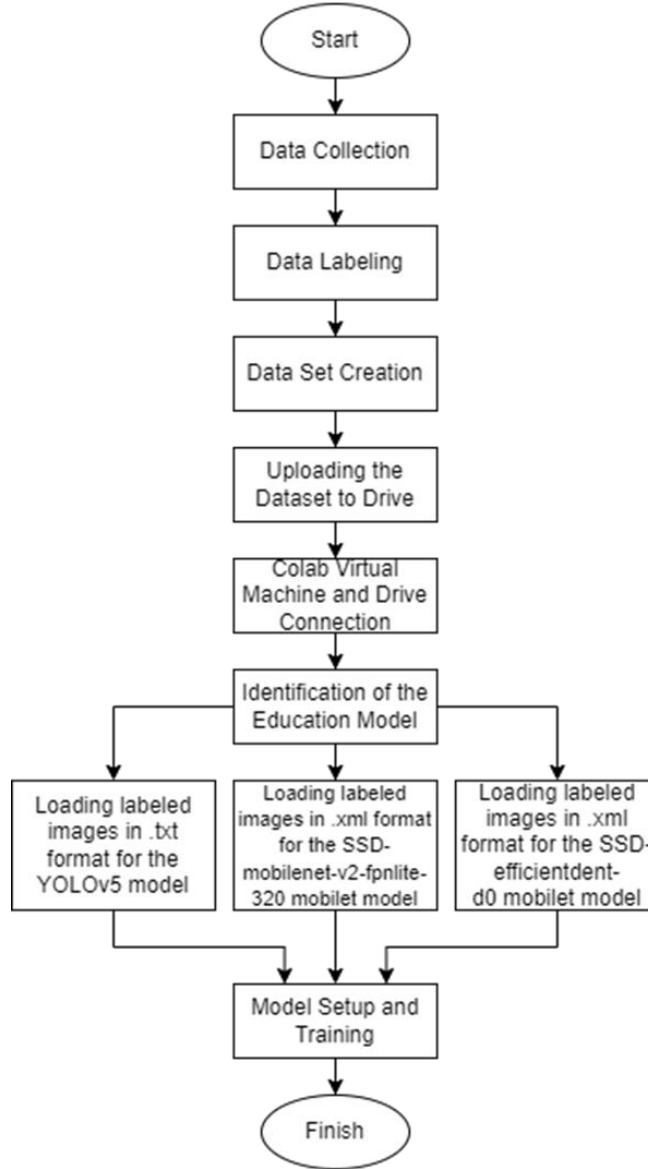 Start
Data Collection
Data Labeling
Data Set Creation
Uploading the
Dataset to Drive
Colab Virtual
Machine and Drive
Connection
Identification of the
Education Model
Loading labeled
images in .txt
format for the
YOLOv5 model
Loading labeled
images in .xml format
for the SSD-
mobilenet-v2-fpnlite-
320 mobilet model
Loading labeled
images in .xml
format for the SSD-
efficientdent-
d0 mobilet model
Model Setup and
Training
Finish